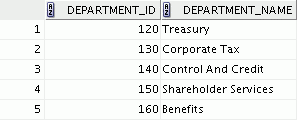 DEPARTMENT_ID DEPARTMENT_NAME
1 120 Treasury
2 130 Corporate Tax
3 140 Control And Credit
4 150 Shareholder Services
5 160 Benefits